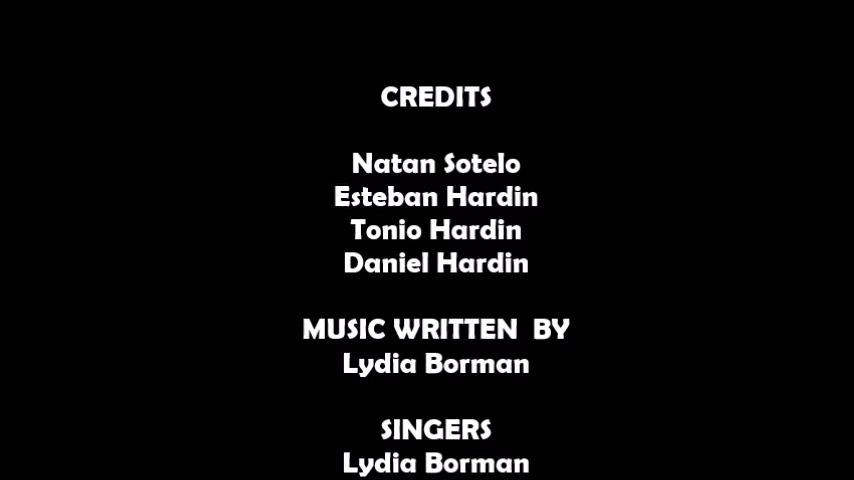 CREDITS
Natan Sotelo
Esteban Hardin
Tonio Hardin
Daniel Hardin
MUSIC WRITTEN  BY
Lydia Borman
SINGERS
Lydia Borman